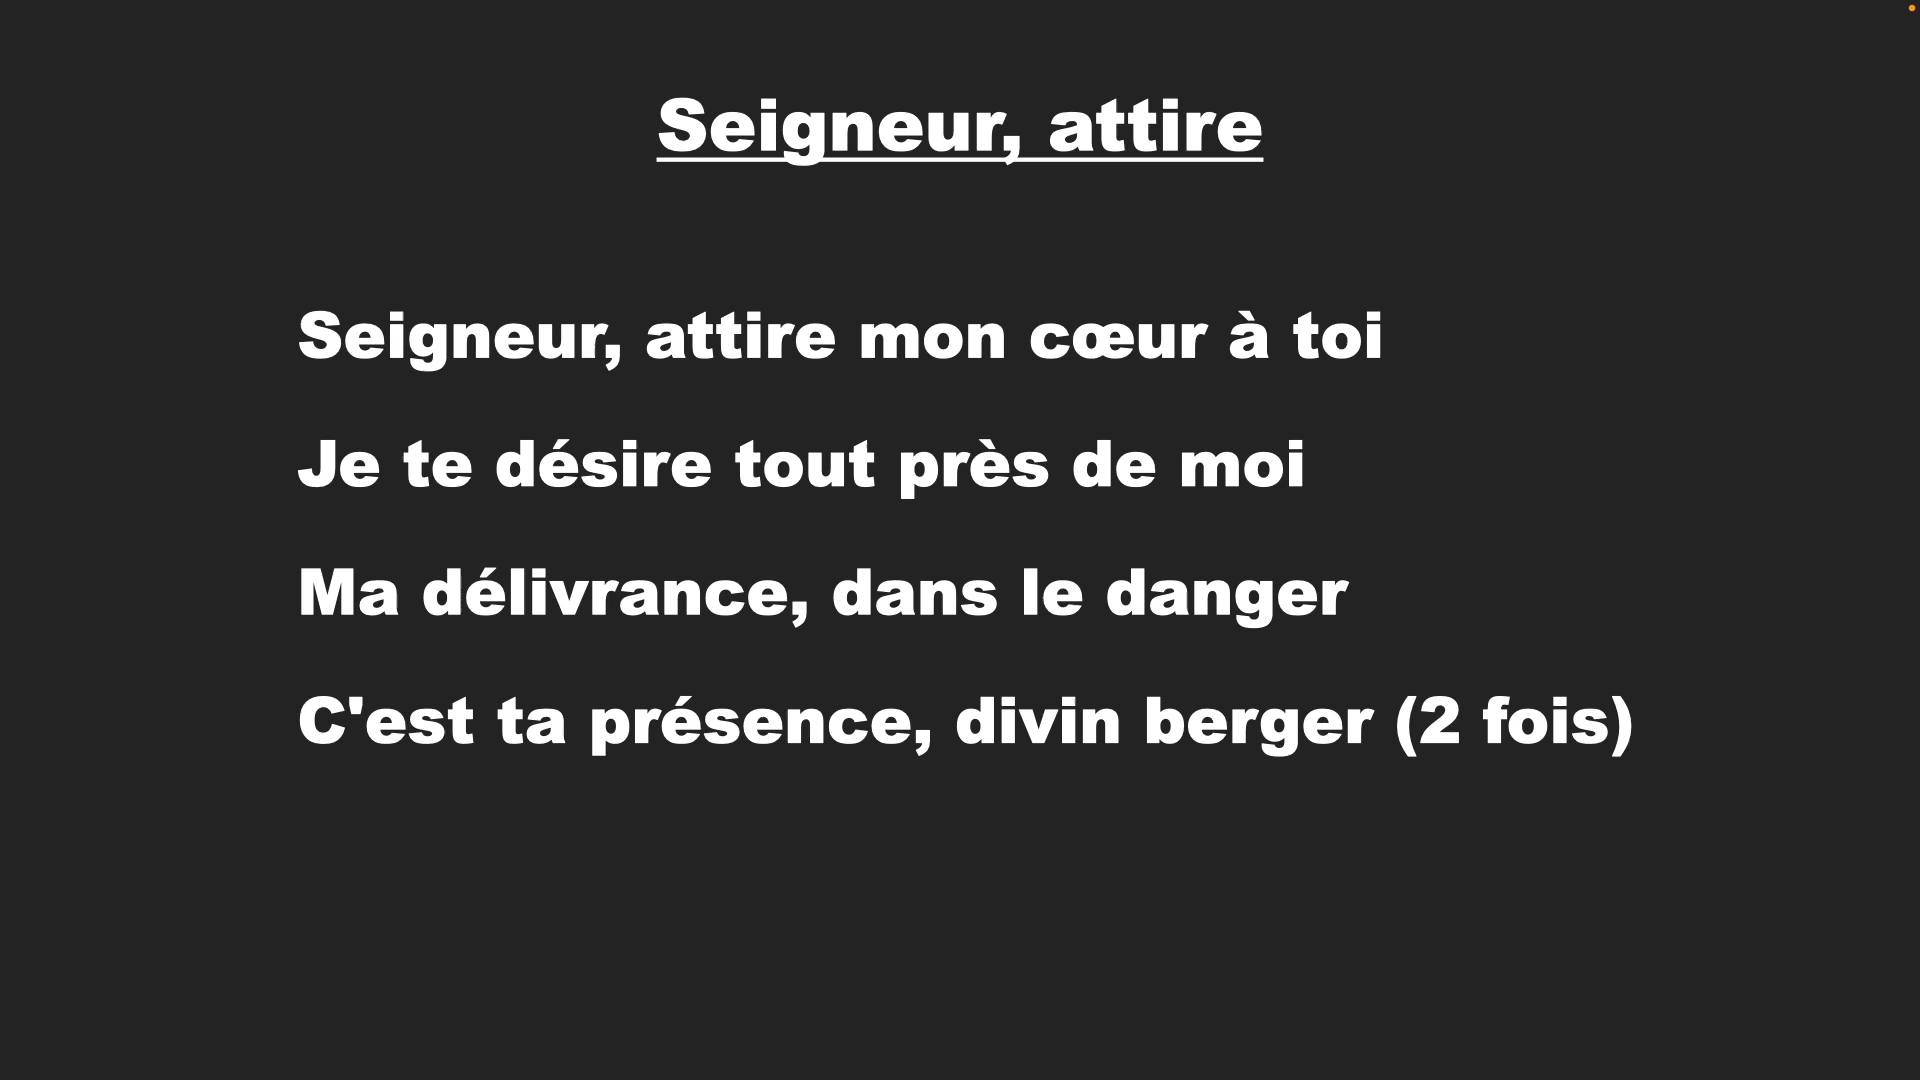 Seigneur, attire
Seigneur, attire mon cœur à toi
Je te désire tout près de moi
Ma délivrance, dans le danger
C'est ta présence, divin berger (2 fois)